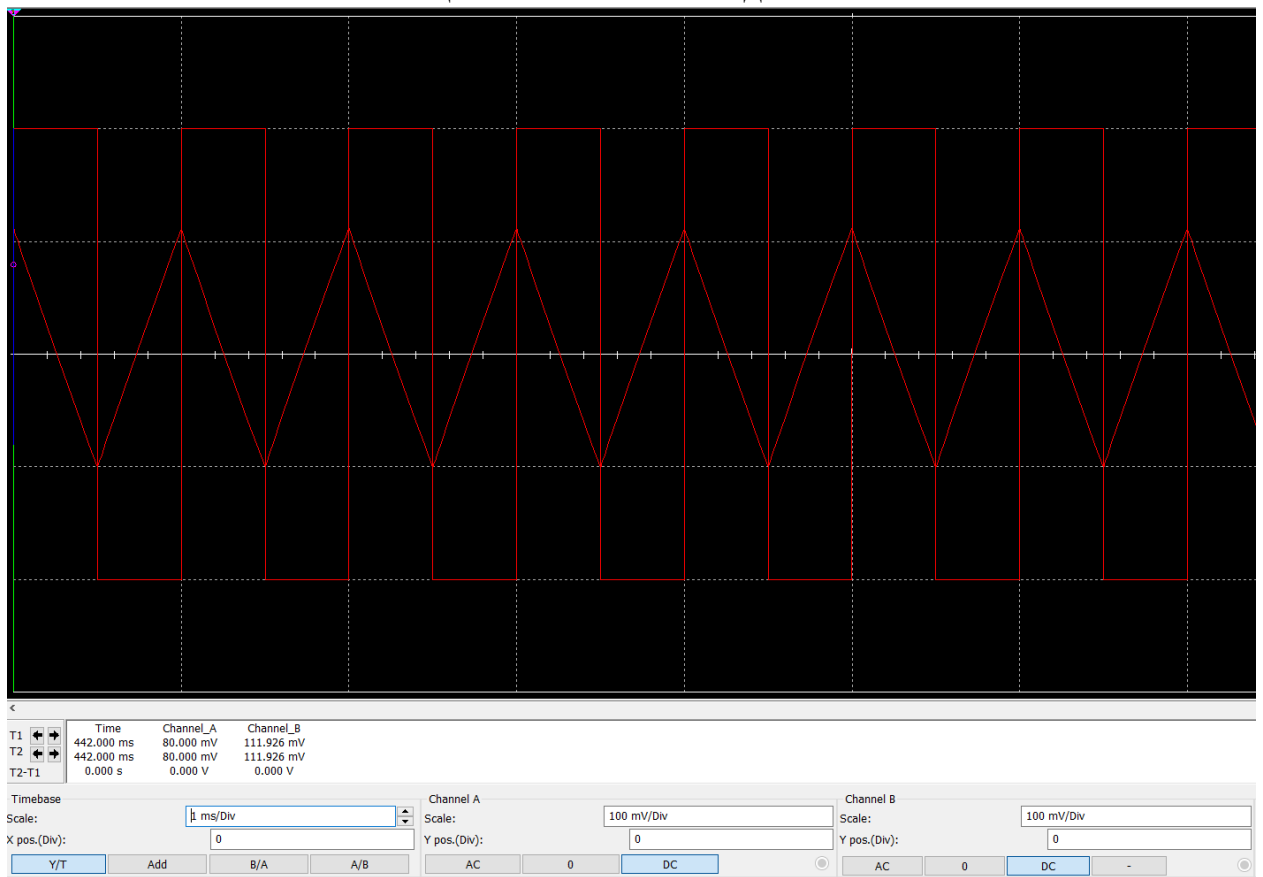 <
Time Channel_A Channel_B
T1 442.000 ms 80.000 mV 111.926 mV
T2 442.000 ms 80.000 mV 111.926 mV
T2-T1 0.000 s 0.000 V 0.000 V
Timebase
Scale: 1 ms/Div
X pos.(Div): 0
Y/T Add B/A A/B
Channel A
Scale: 100 mV/Div
Y pos.(Div): 0
AC 0 DC
Channel B
Scale: 100 mV/Div
Y pos.(Div): 0
AC 0 DC -